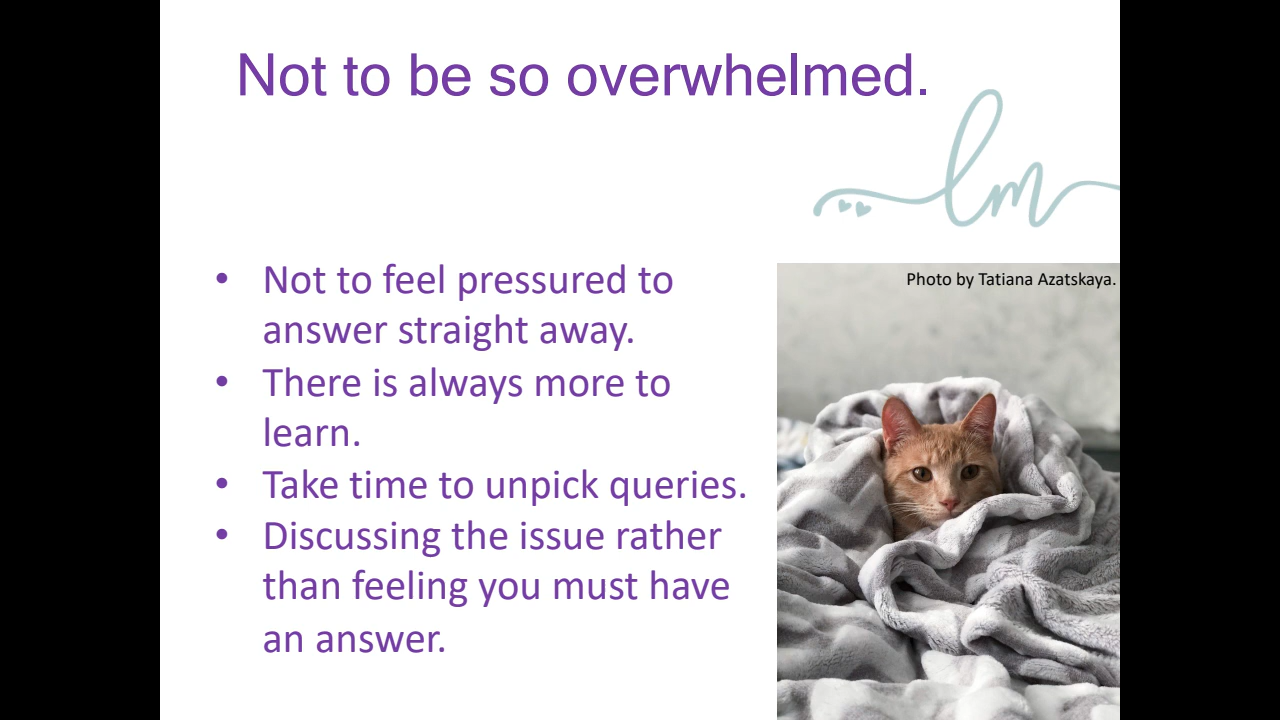 Not to be so overwhelmed.
lm
Photo by Tatiana Azatskaya.
• Not to feel pressured to
answer straight away.
• There is always more to
learn.
• Take time to unpick queries.
• Discussing the issue rather
than feeling you must have
an answer.